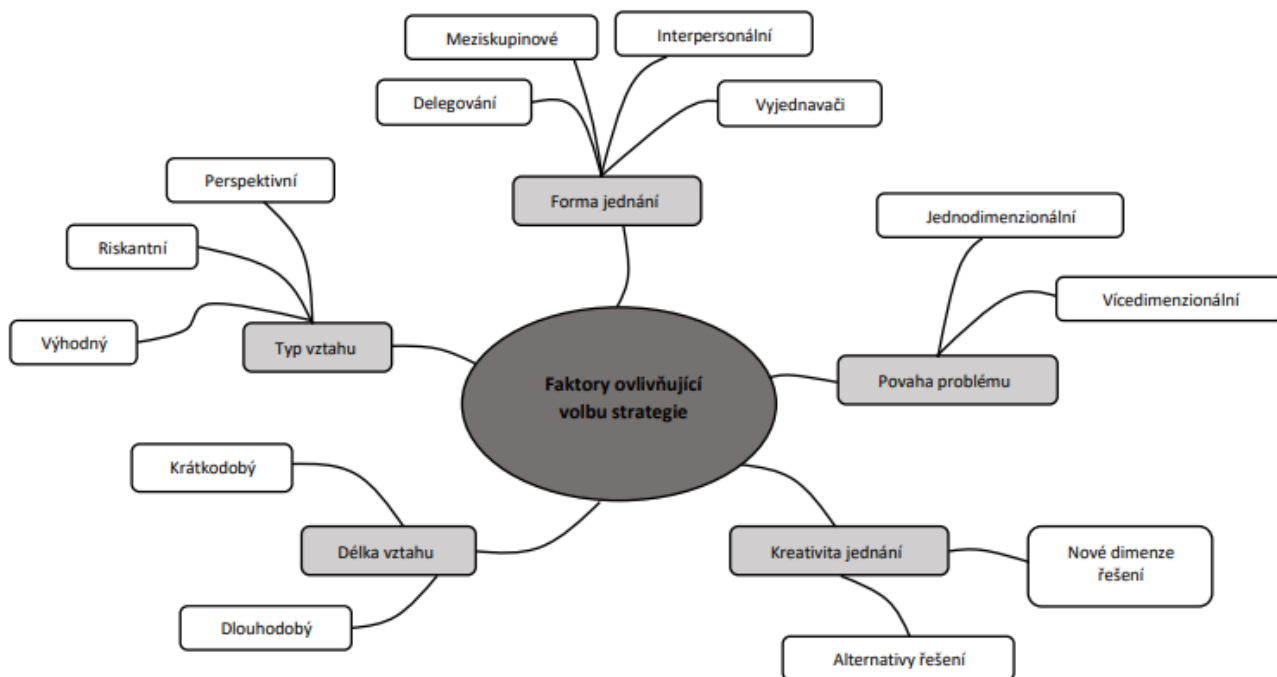 Meziskupinové
Interpersonální
Delegování
Vyjednavači
Perspektivní
Forma jednání
Jednodimenzionální
Riskantní
Vícedimenzionální
Výhodný
Typ vztahu
Povaha problému
Faktory ovlivňující
volbu strategie
Krátkodobý
Délka vztahu
Kreativita jednání
Nové dimenze
řešení
Dlouhodobý
Alternativy řešení